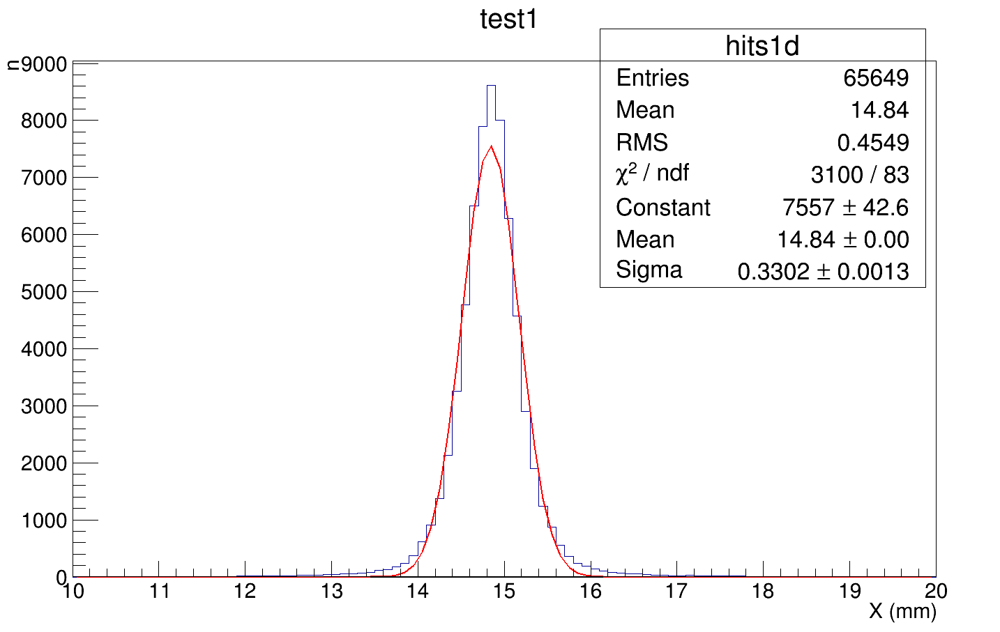 test1
hits1d
Entries 65649
Mean 14.84
RMS 0.4549
χ² / ndf 3100 / 83
Constant 7557 ± 42.6
Mean 14.84 ± 0.00
Sigma 0.3302 ± 0.0013
n
9000
8000
7000
6000
5000
4000
3000
2000
1000
0
10 11 12 13 14 15 16 17 18 19 20
X (mm)